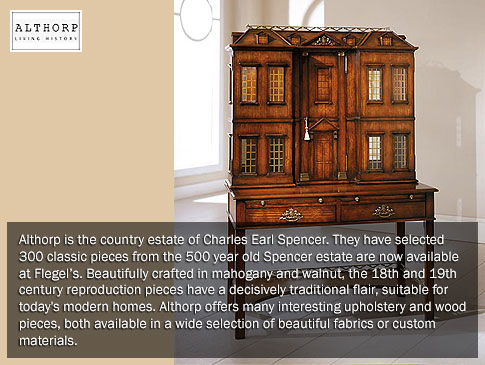 ALTHORP
LIVING HISTORY
Althorp is the country estate of Charles Earl Spencer. They have selected
300 classic pieces from the 500 year old Spencer estate are now available
at Flegel's. Beautifully crafted in mahogany and walnut, the 18th and 19th
century reproduction pieces have a decisively traditional flair, suitable for
today's modern homes. Althorp offers many interesting upholstery and wood
pieces, both available in a wide selection of beautiful fabrics or custom
materials.